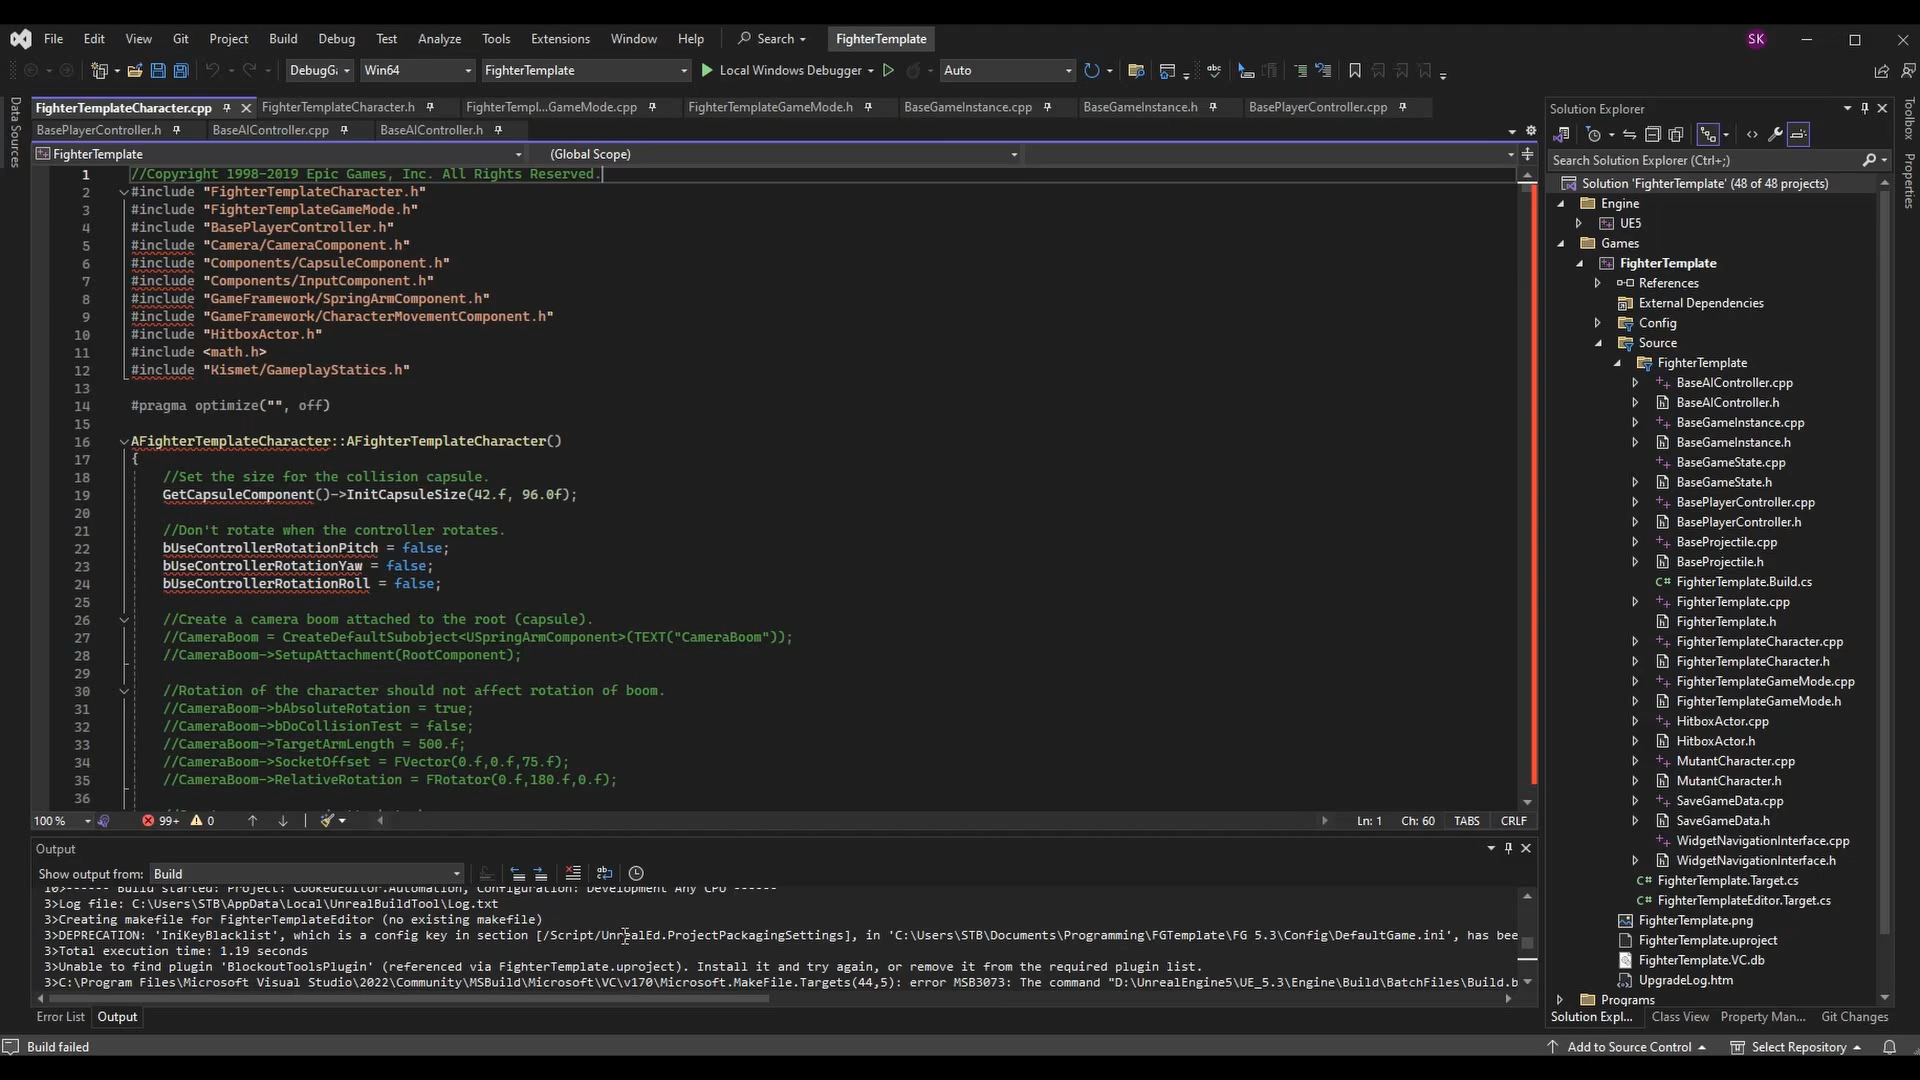 File Edit View Git Project Build Debug Test Analyze Tools Extensions Window Help Search FighterTemplate SK
DebugG Win64 FighterTemplate Local Windows Debugger Auto
FighterTemplateCharacter.cpp FighterTemplateCharacter.h FighterTempl...GameMode.cpp FighterTemplateGameMode.h BaseGameInstance.cpp BaseGameInstance.h BasePlayerController.cpp
BasePlayerController.h BaseAIController.cpp BaseAIController.h
Data Sources
FighterTemplate (Global Scope)
1 //Copyright 1998-2019 Epic Games, Inc. All Rights Reserved.
2 #include "FighterTemplateCharacter.h"
3 #include "FighterTemplateGameMode.h"
4 #include "BasePlayerController.h"
5 #include "Camera/CameraComponent.h"
6 #include "Components/CapsuleComponent.h"
7 #include "Components/InputComponent.h"
8 #include "GameFramework/SpringArmComponent.h"
9 #include "GameFramework/CharacterMovementComponent.h"
10 #include "HitboxActor.h"
11 #include <math.h>
12 #include "Kismet/GameplayStatics.h"
13
14 #pragma optimize("", off)
15
16 AFighterTemplateCharacter::AFighterTemplateCharacter()
17 {
18 //Set the size for the collision capsule.
19 GetCapsuleComponent()->InitCapsuleSize(42.f, 96.0f);
20
21 //Don't rotate when the controller rotates.
22 bUseControllerRotationPitch = false;
23 bUseControllerRotationYaw = false;
24 bUseControllerRotationRoll = false;
25
26 //Create a camera boom attached to the root (capsule).
27 //CameraBoom = CreateDefaultSubobject<USpringArmComponent>(TEXT("CameraBoom"));
28 //CameraBoom->SetupAttachment(RootComponent);
29
30 //Rotation of the character should not affect rotation of boom.
31 //CameraBoom->bAbsoluteRotation = true;
32 //CameraBoom->bDoCollisionTest = false;
33 //CameraBoom->TargetArmLength = 500.f;
34 //CameraBoom->SocketOffset = FVector(0.f,0.f,75.f);
35 //CameraBoom->RelativeRotation = FRotator(0.f,180.f,0.f);
36
100 % 99+ 0 Ln: 1 Ch: 60 TABS CRLF
Output
Show output from: Build
10>------ Build started: Project: CookedEditor.Automation, Configuration: Development Any CPU ------
3>Log file: C:\Users\STB\AppData\Local\UnrealBuildTool\Log.txt
3>Creating makefile for FighterTemplateEditor (no existing makefile)
3>DEPRECATION: 'IniKeyBlacklist', which is a config key in section [/Script/UnrealEd.ProjectPackagingSettings], in 'C:\Users\STB\Documents\Programming\FGTemplate\FG 5.3\Config\DefaultGame.ini', has bee
3>Total execution time: 1.19 seconds
3>Unable to find plugin 'BlockoutToolsPlugin' (referenced via FighterTemplate.uproject). Install it and try again, or remove it from the required plugin list.
3>C:\Program Files\Microsoft Visual Studio\2022\Community\MSBuild\Microsoft\VC\v170\Microsoft.MakeFile.Targets(44,5): error MSB3073: The command "D:\UnrealEngine5\UE_5.3\Engine\Build\BatchFiles\Build.b
Error List Output
Build failed
Solution Explorer
Search Solution Explorer (Ctrl+;)
Solution 'FighterTemplate' (48 of 48 projects)
Engine
UE5
Games
FighterTemplate
References
External Dependencies
Config
Source
FighterTemplate
BaseAIController.cpp
BaseAIController.h
BaseGameInstance.cpp
BaseGameInstance.h
BaseGameState.cpp
BaseGameState.h
BasePlayerController.cpp
BasePlayerController.h
BaseProjectile.cpp
BaseProjectile.h
C# FighterTemplate.Build.cs
FighterTemplate.cpp
FighterTemplate.h
FighterTemplateCharacter.cpp
FighterTemplateCharacter.h
FighterTemplateGameMode.cpp
FighterTemplateGameMode.h
HitboxActor.cpp
HitboxActor.h
MutantCharacter.cpp
MutantCharacter.h
SaveGameData.cpp
SaveGameData.h
WidgetNavigationInterface.cpp
WidgetNavigationInterface.h
C# FighterTemplate.Target.cs
C# FighterTemplateEditor.Target.cs
FighterTemplate.png
FighterTemplate.uproject
FighterTemplate.VC.db
UpgradeLog.htm
Programs
Solution Expl... Class View Property Man... Git Changes
Add to Source Control Select Repository
Toolbox
Properties